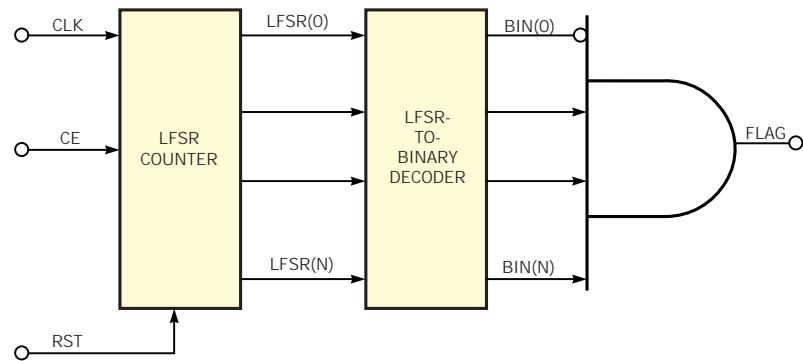 CLK
CE
RST
LFSR
COUNTER
LFSR(0)
LFSR(N)
LFSR-
TO-
BINARY
DECODER
BIN(0)
BIN(N)
FLAG